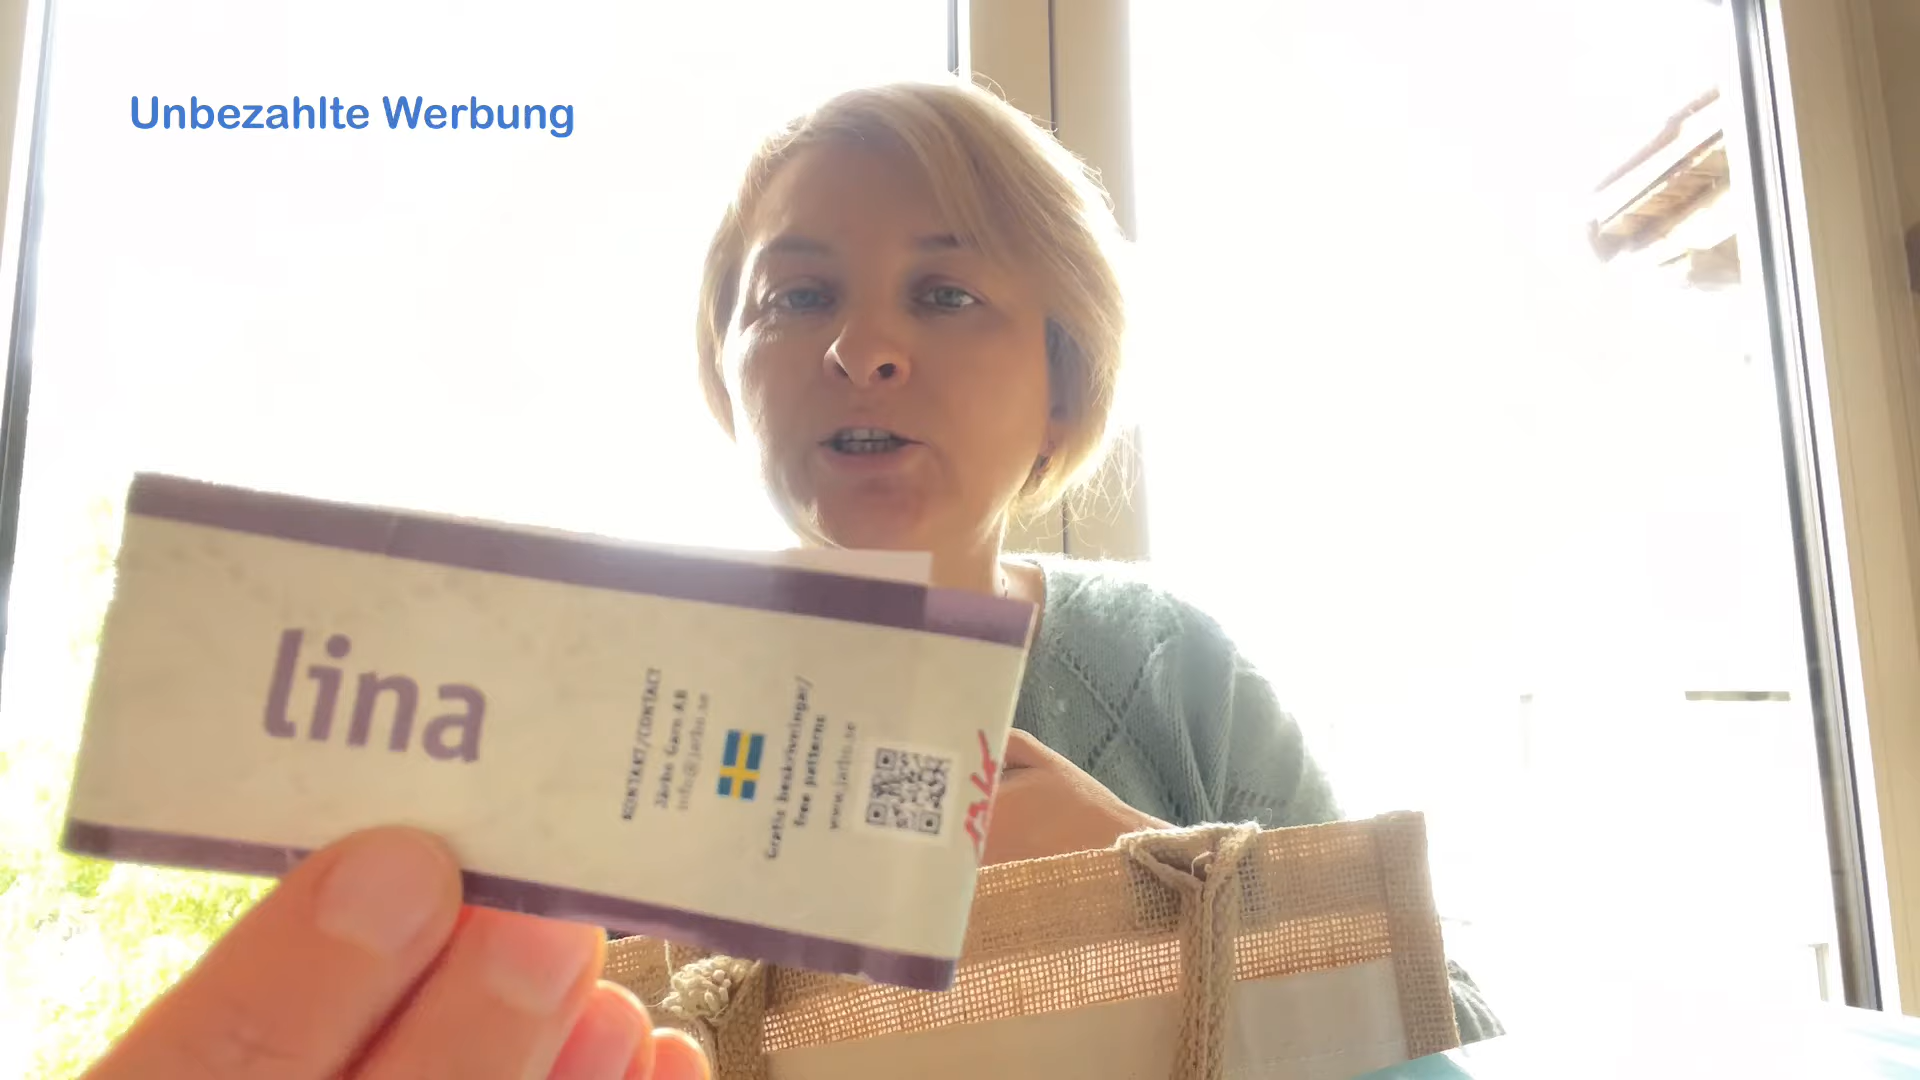 Unbezahlte Werbung
lina
KONTAKT/CONTACT
Järbo Garn AB
info@jarbo.se
Gratis beskrivningar/
free patterns
www.jarbo.se